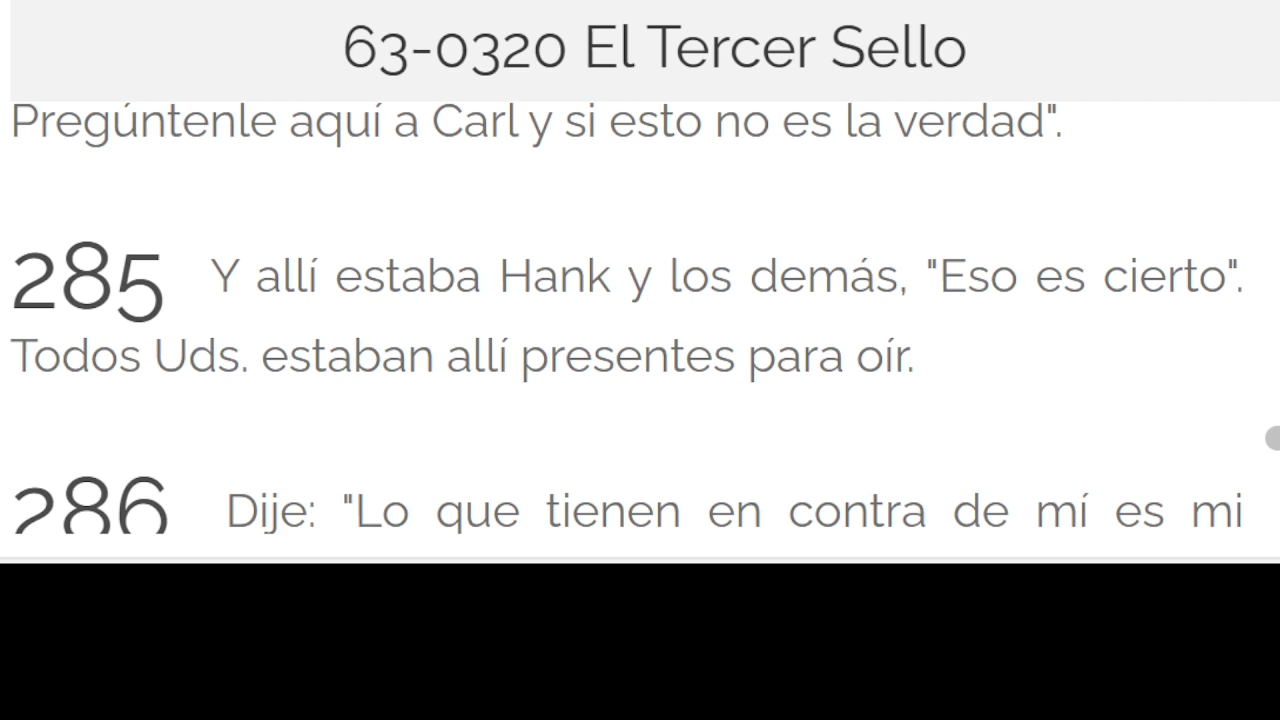 63-0320 El Tercer Sello
Pregúntenle aquí a Carl y si esto no es la verdad".
285 Y allí estaba Hank y los demás, "Eso es cierto".
Todos Uds. estaban allí presentes para oír.
286 Dije: "Lo que tienen en contra de mí es mi